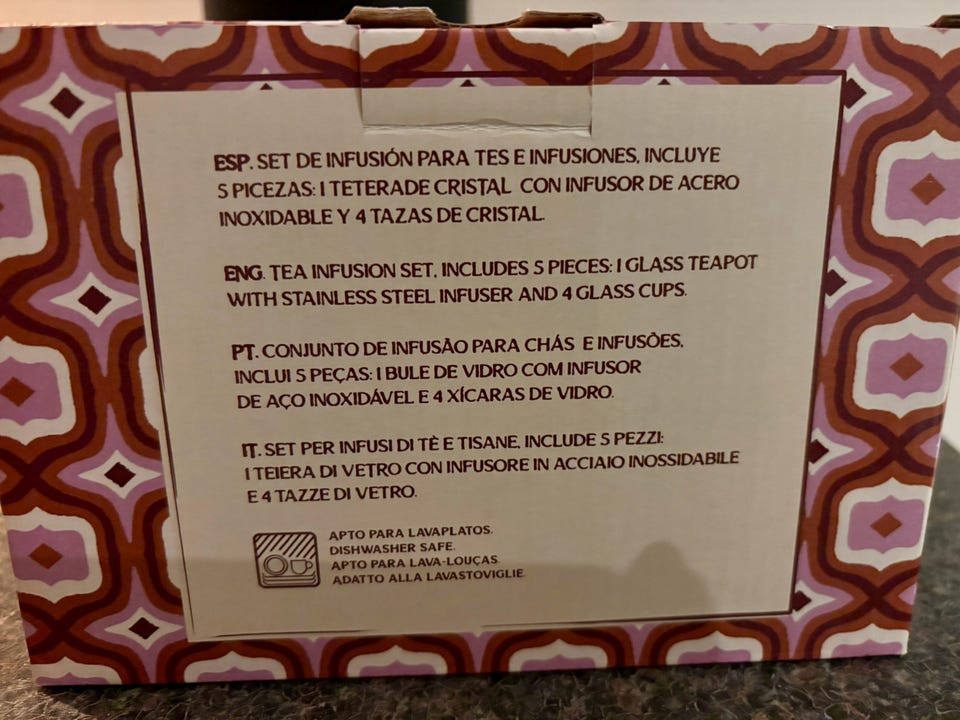 ESP. SET DE INFUSIÓN PARA TES E INFUSIONES, INCLUYE
5 PICEZAS: 1 TETERADE CRISTAL CON INFUSOR DE ACERO
INOXIDABLE Y 4 TAZAS DE CRISTAL.
ENG. TEA INFUSION SET, INCLUDES 5 PIECES: 1 GLASS TEAPOT
WITH STAINLESS STEEL INFUSER AND 4 GLASS CUPS.
PT. CONJUNTO DE INFUSÃO PARA CHÁS E INFUSÕES,
INCLUI 5 PEÇAS: 1 BULE DE VIDRO COM INFUSOR
DE AÇO INOXIDÁVEL E 4 XÍCARAS DE VIDRO.
IT. SET PER INFUSI DI TÈ E TISANE, INCLUDE 5 PEZZI:
1 TEIERA DI VETRO CON INFUSORE IN ACCIAIO INOSSIDABILE
E 4 TAZZE DI VETRO.
APTO PARA LAVAPLATOS.
DISHWASHER SAFE.
APTO PARA LAVA-LOUÇAS.
ADATTO ALLA LAVASTOVIGLIE.